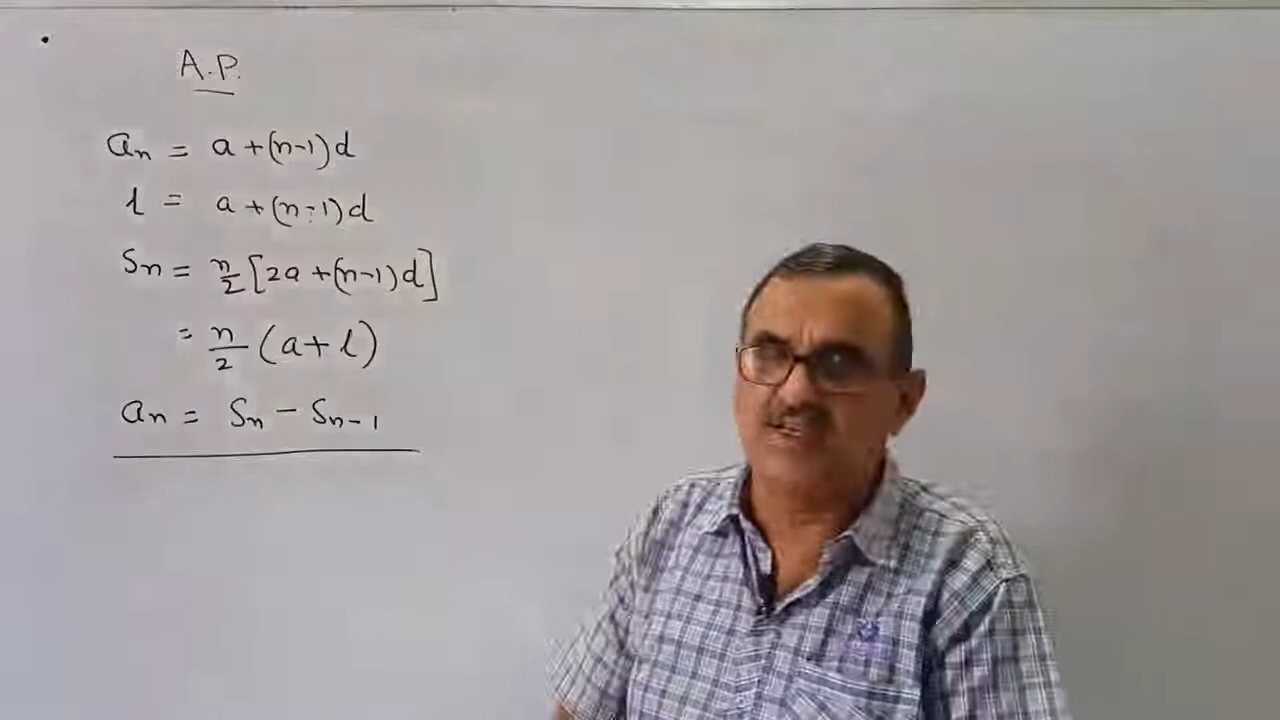 A.P.
an = a+(n-1)d
l = a+(n-1)d
Sn = n/2[2a+(n-1)d]
= n/2 (a+l)
an = Sn - Sn-1